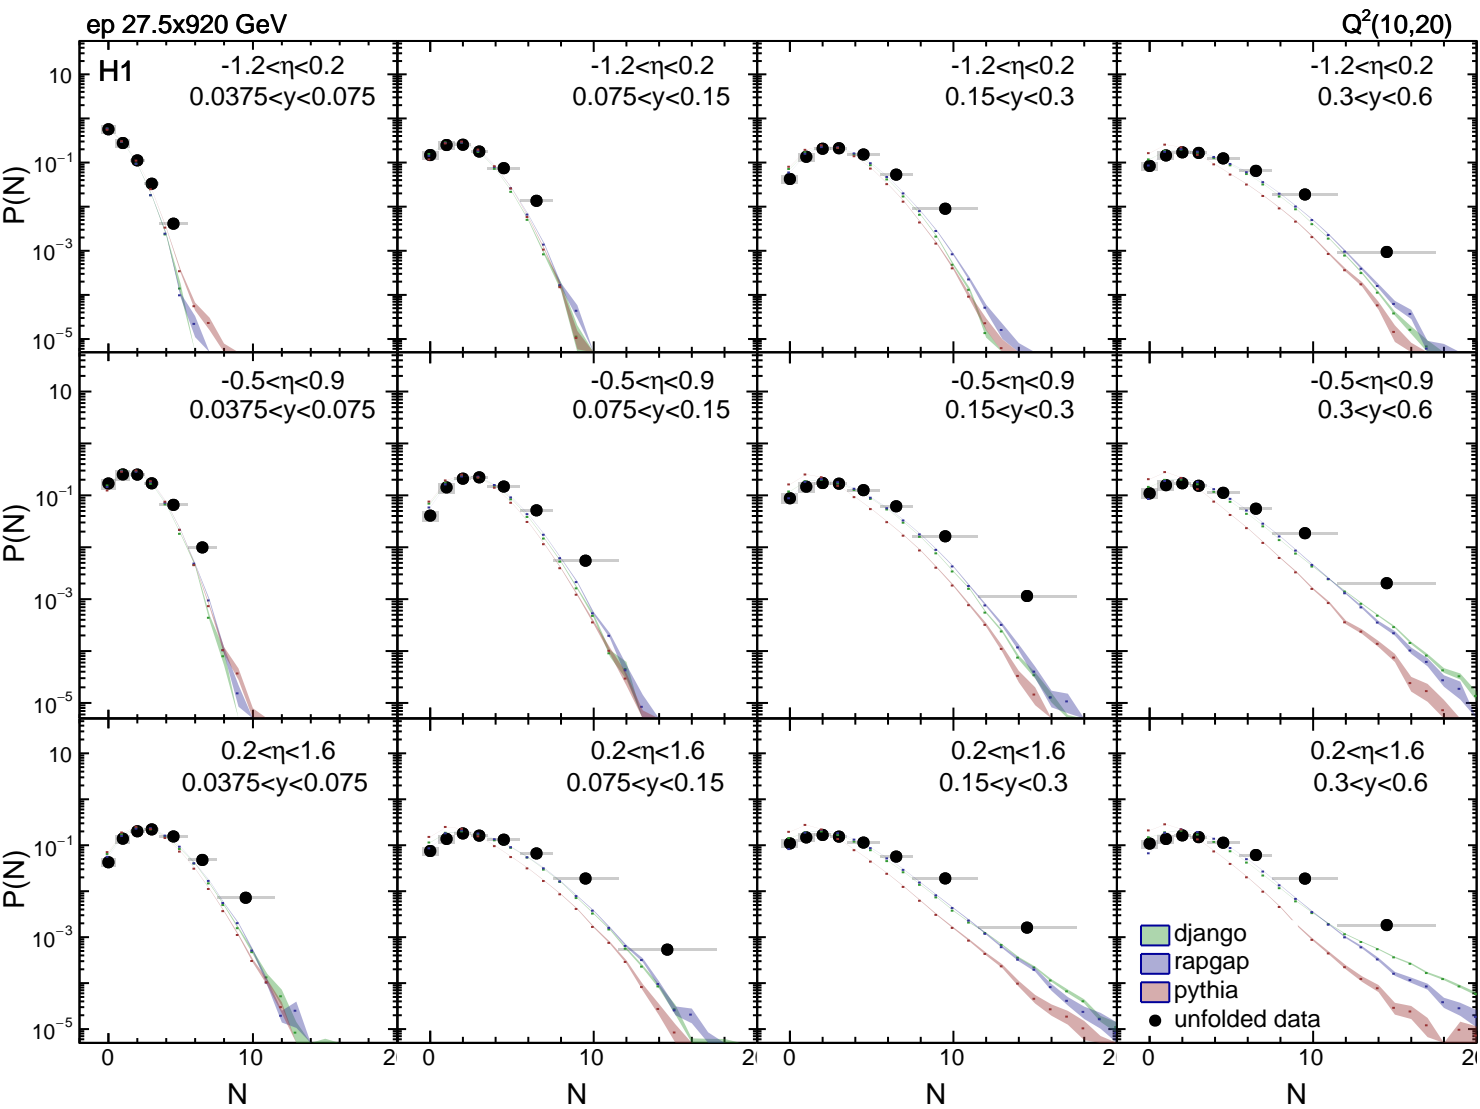 ep 27.5x920 GeV
Q²(10,20)
H1
-1.2<η<0.2
0.0375<y<0.075
-1.2<η<0.2
0.075<y<0.15
-1.2<η<0.2
0.15<y<0.3
-1.2<η<0.2
0.3<y<0.6
P(N)
10
10⁻¹
10⁻³
10⁻⁵
-0.5<η<0.9
0.0375<y<0.075
-0.5<η<0.9
0.075<y<0.15
-0.5<η<0.9
0.15<y<0.3
-0.5<η<0.9
0.3<y<0.6
P(N)
10
10⁻¹
10⁻³
10⁻⁵
0.2<η<1.6
0.0375<y<0.075
0.2<η<1.6
0.075<y<0.15
0.2<η<1.6
0.15<y<0.3
0.2<η<1.6
0.3<y<0.6
P(N)
10
10⁻¹
10⁻³
10⁻⁵
django
rapgap
pythia
unfolded data
0 10 2
0 10 2
0 10 2
0 10 2
N
N
N
N